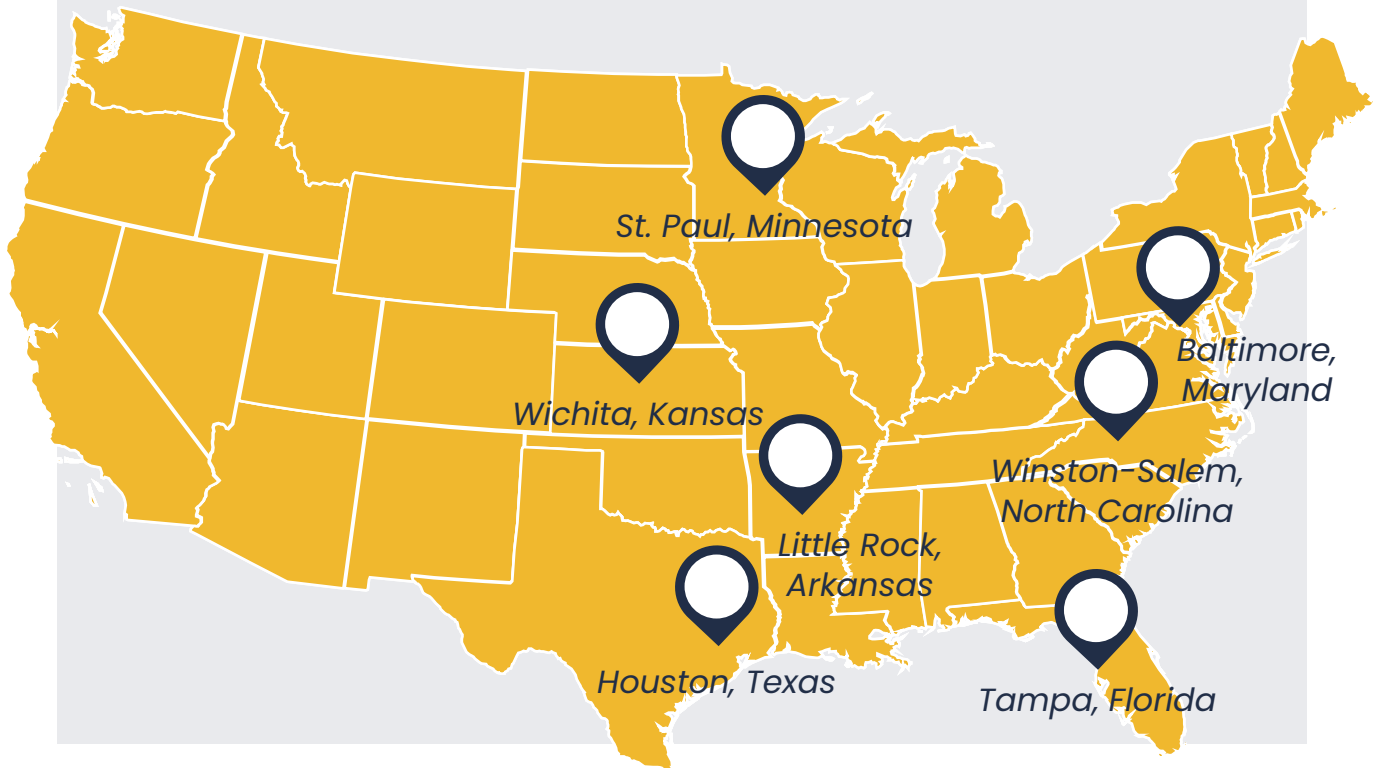 St. Paul, Minnesota
Baltimore,
Maryland
Wichita, Kansas
Winston-Salem,
North Carolina
Little Rock,
Arkansas
Houston, Texas
Tampa, Florida